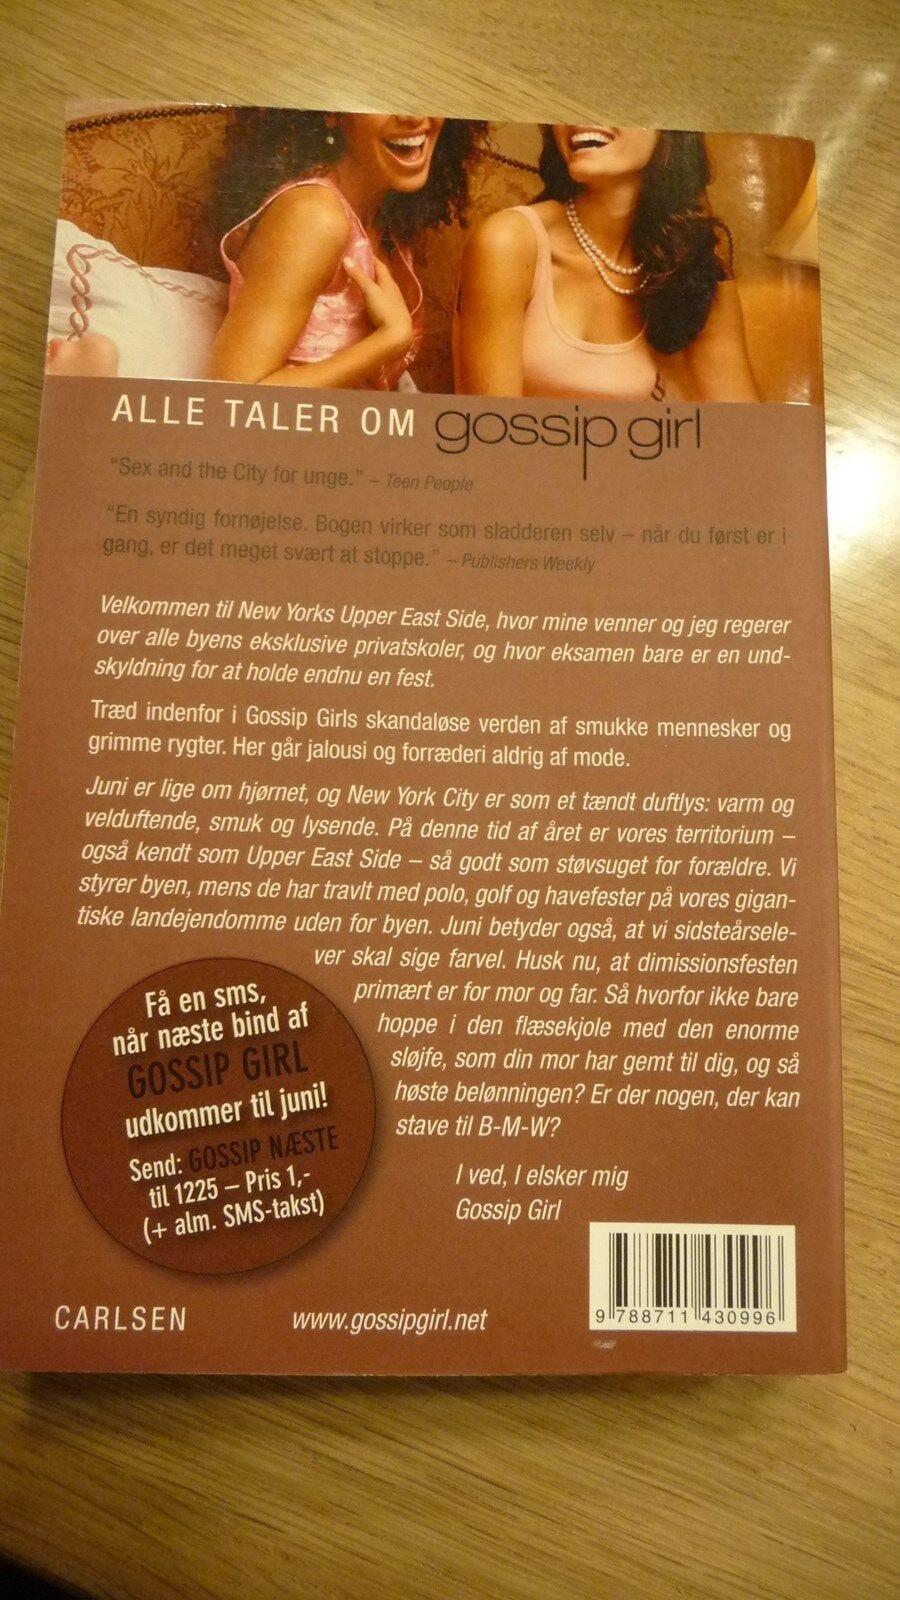 ALLE TALER OM gossip girl
"Sex and the City for unge." – Teen People
"En syndig fornøjelse. Bogen virker som sladderen selv – når du først er i
gang, er det meget svært at stoppe." – Publishers Weekly
Velkommen til New Yorks Upper East Side, hvor mine venner og jeg regerer
over alle byens eksklusive privatskoler, og hvor eksamen bare er en und-
skyldning for at holde endnu en fest.
Træd indenfor i Gossip Girls skandaløse verden af smukke mennesker og
grimme rygter. Her går jalousi og forræderi aldrig af mode.
Juni er lige om hjørnet, og New York City er som et tændt duftlys: varm og
velduftende, smuk og lysende. På denne tid af året er vores territorium –
også kendt som Upper East Side – så godt som støvsuget for forældre. Vi
styrer byen, mens de har travlt med polo, golf og havefester på vores gigan-
tiske landejendomme uden for byen. Juni betyder også, at vi sidsteårsele-
ver skal sige farvel. Husk nu, at dimissionsfesten
primært er for mor og far. Så hvorfor ikke bare
hoppe i den flæsekjole med den enorme
sløjfe, som din mor har gemt til dig, og så
høste belønningen? Er der nogen, der kan
stave til B-M-W?
I ved, I elsker mig
Gossip Girl
Få en sms,
når næste bind af
GOSSIP GIRL
udkommer til juni!
Send: GOSSIP NÆSTE
til 1225 – Pris 1,-
(+ alm. SMS-takst)
CARLSEN
www.gossipgirl.net
9 788711 430996